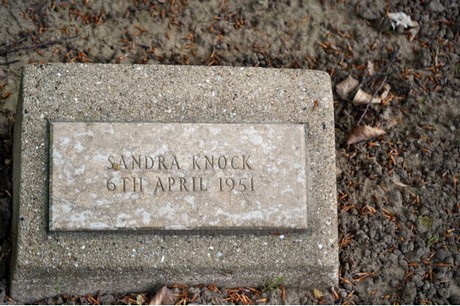 SANDRA KNOCK
6TH APRIL 1951